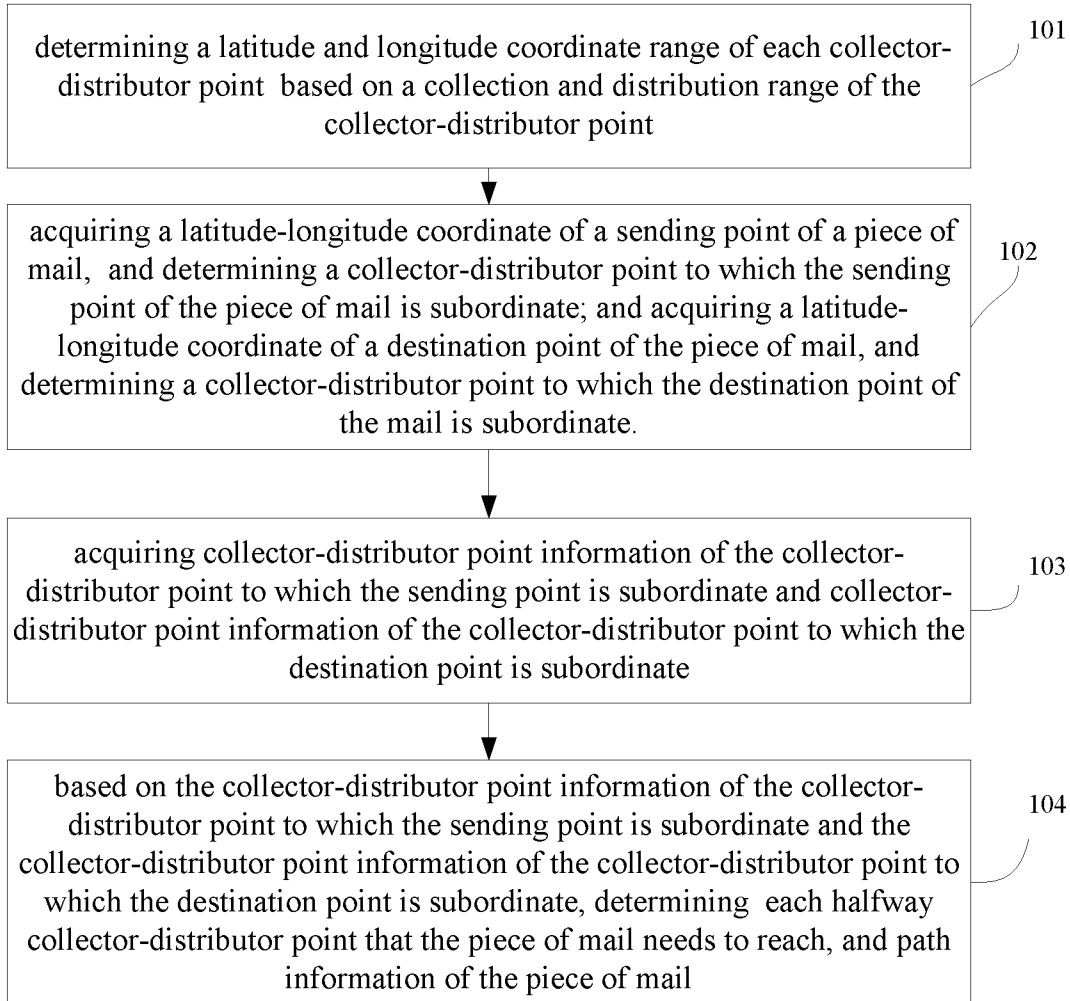 determining a latitude and longitude coordinate range of each collector-
distributor point based on a collection and distribution range of the
collector-distributor point
101
acquiring a latitude-longitude coordinate of a sending point of a piece of
mail, and determining a collector-distributor point to which the sending
point of the piece of mail is subordinate; and acquiring a latitude-
longitude coordinate of a destination point of the piece of mail, and
determining a collector-distributor point to which the destination point of
the mail is subordinate.
102
acquiring collector-distributor point information of the collector-
distributor point to which the sending point is subordinate and collector-
distributor point information of the collector-distributor point to which the
destination point is subordinate
103
based on the collector-distributor point information of the collector-
distributor point to which the sending point is subordinate and the
collector-distributor point information of the collector-distributor point to
which the destination point is subordinate, determining each halfway
collector-distributor point that the piece of mail needs to reach, and path
information of the piece of mail
104